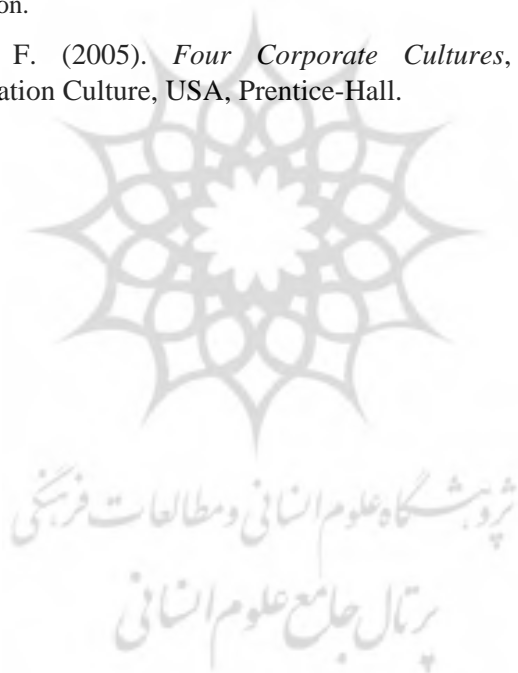 on.
F. (2005). Four Corporate Cultures,
ation Culture, USA, Prentice-Hall.
پژوهشگاه علوم انسانی و مطالعات فرهنگی
پرتال جامع علوم انسانی